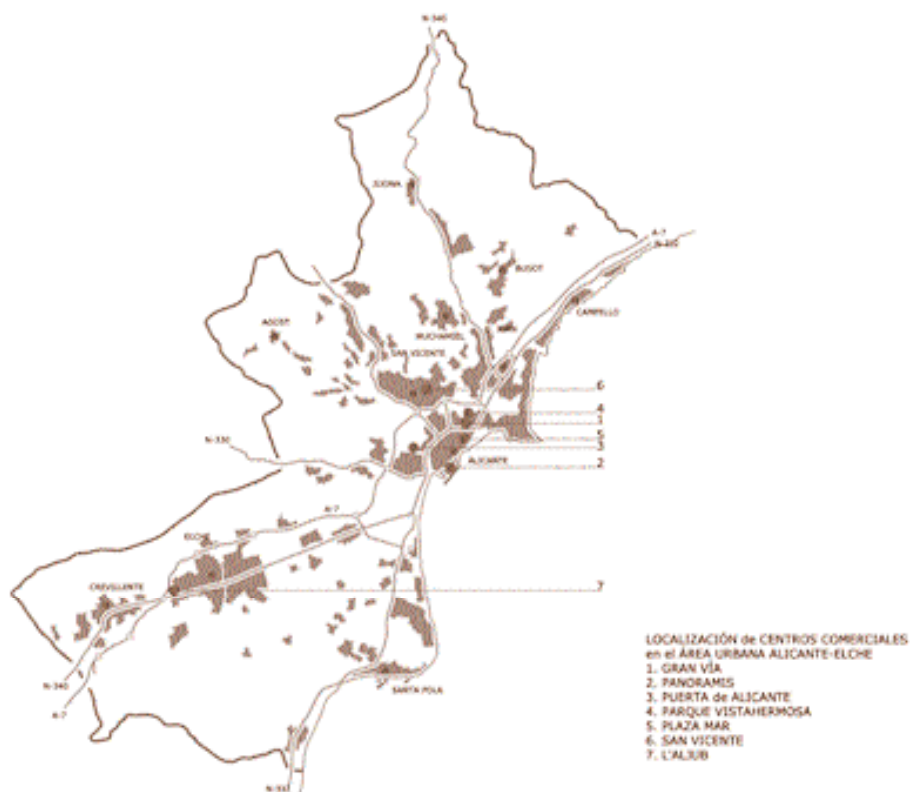 N-340
JIJONA
A-7
BUSOT
CAMPELLO
AGOST
MUCHAMIEL
SAN VICENTE
6
4
1
5
3
N-330
ALICANTE
2
A-7
ELCHE
CREVILLENTE
7
LOCALIZACIÓN de CENTROS COMERCIALES
en el ÁREA URBANA ALICANTE-ELCHE
1. GRAN VÍA
2. PANORAMIS
3. PUERTA de ALICANTE
4. PARQUE VISTAHERMOSA
5. PLAZA MAR
6. SAN VICENTE
7. L'ALJUB
N-340
SANTA POLA
A-7
N-332